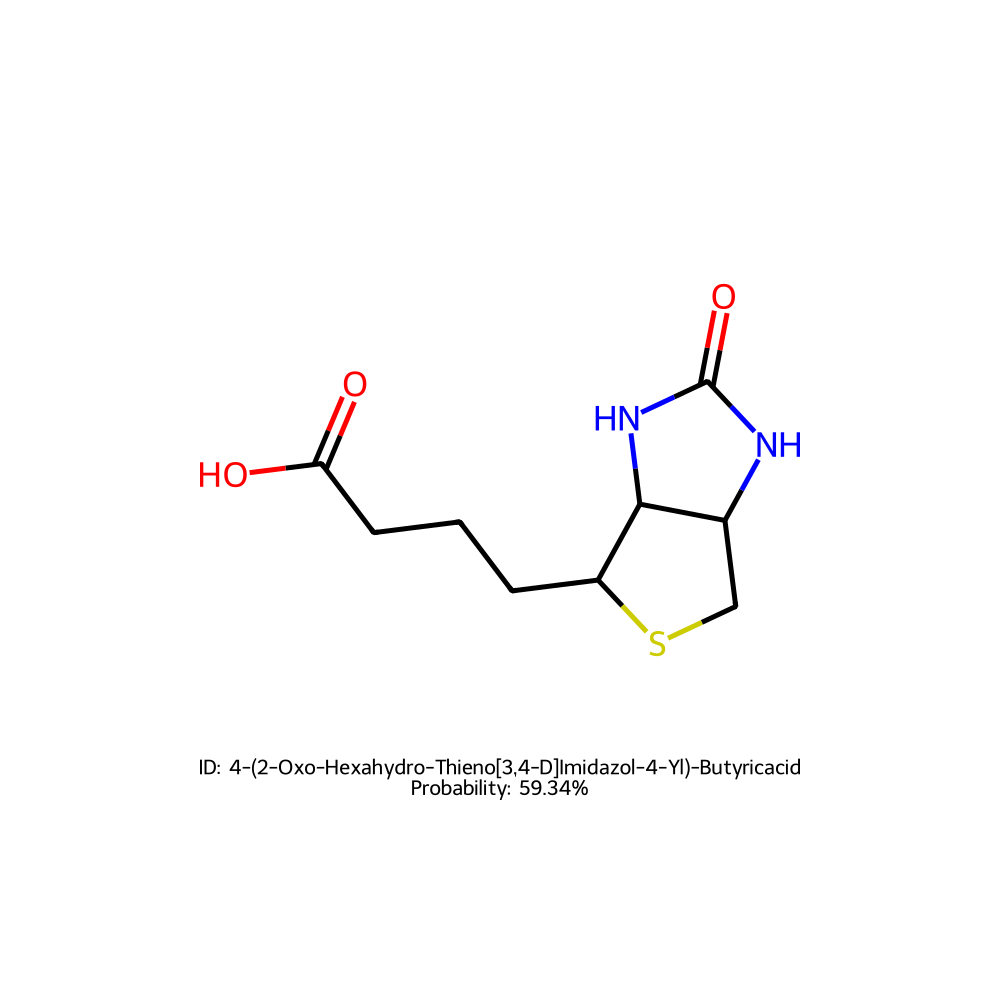 O
O
HN
NH
HO
S
ID: 4-(2-Oxo-Hexahydro-Thieno[3,4-D]Imidazol-4-Yl)-Butyricacid
Probability: 59.34%